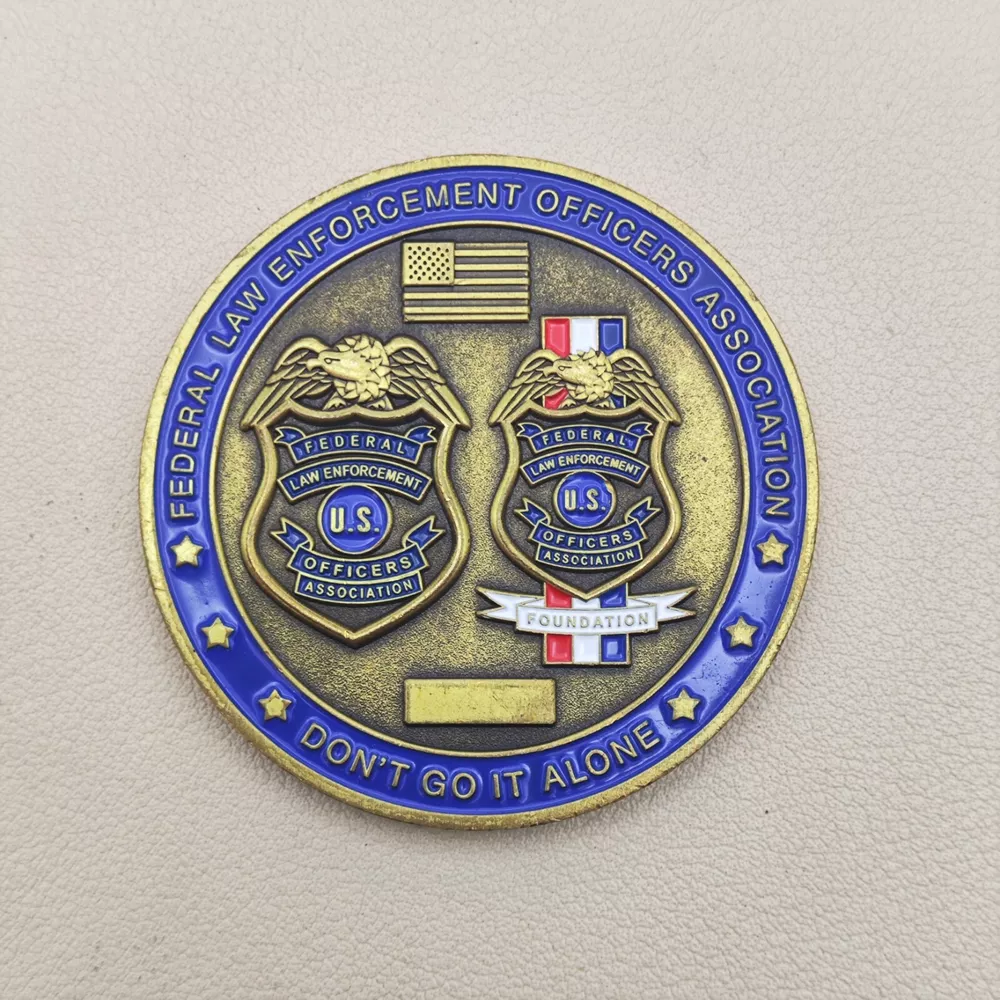 FEDERAL LAW ENFORCEMENT OFFICERS ASSOCIATION
FEDERAL
LAW ENFORCEMENT
U.S.
OFFICERS
ASSOCIATION
FEDERAL
LAW ENFORCEMENT
U.S.
OFFICERS
ASSOCIATION
FOUNDATION
DON'T GO IT ALONE